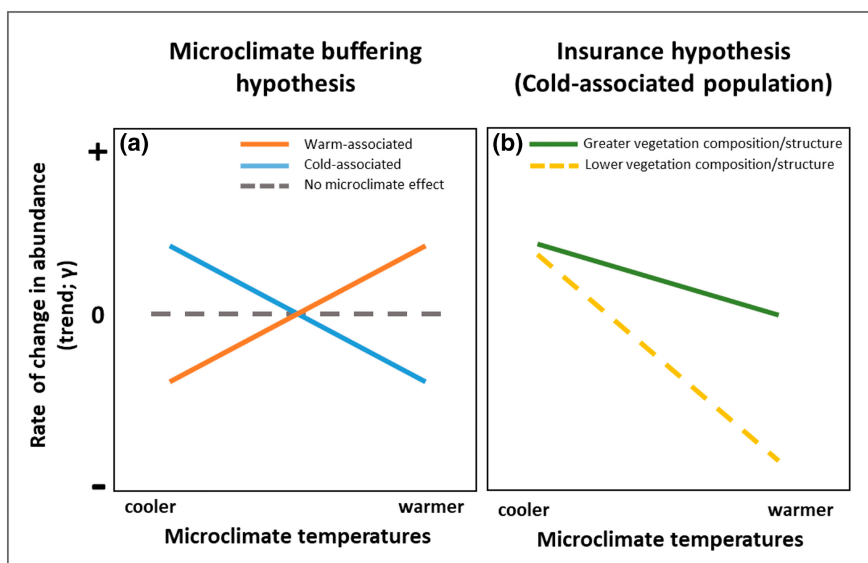 Microclimate buffering
hypothesis
Insurance hypothesis
(Cold-associated population)
Rate of change in abundance
(trend; γ)
+
0
-
(a)
Warm-associated
Cold-associated
No microclimate effect
cooler
warmer
Microclimate temperatures
(b)
Greater vegetation composition/structure
Lower vegetation composition/structure
cooler
warmer
Microclimate temperatures